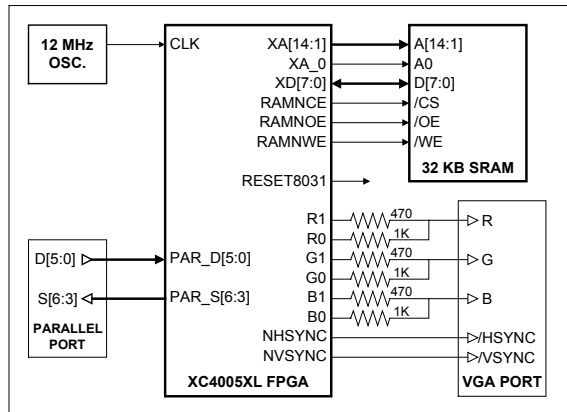 12 MHz
OSC.
CLK
XA[14:1]
A[14:1]
XA_0
A0
XD[7:0]
D[7:0]
RAMNCE
/CS
RAMNOE
/OE
RAMNWE
/WE
32 KB SRAM
RESET8031
R1
470
R
R0
1K
G1
470
G
G0
1K
B1
470
B
B0
1K
NHSYNC
/HSYNC
NVSYNC
/VSYNC
VGA PORT
D[5:0]
PAR_D[5:0]
S[6:3]
PAR_S[6:3]
PARALLEL
PORT
XC4005XL FPGA